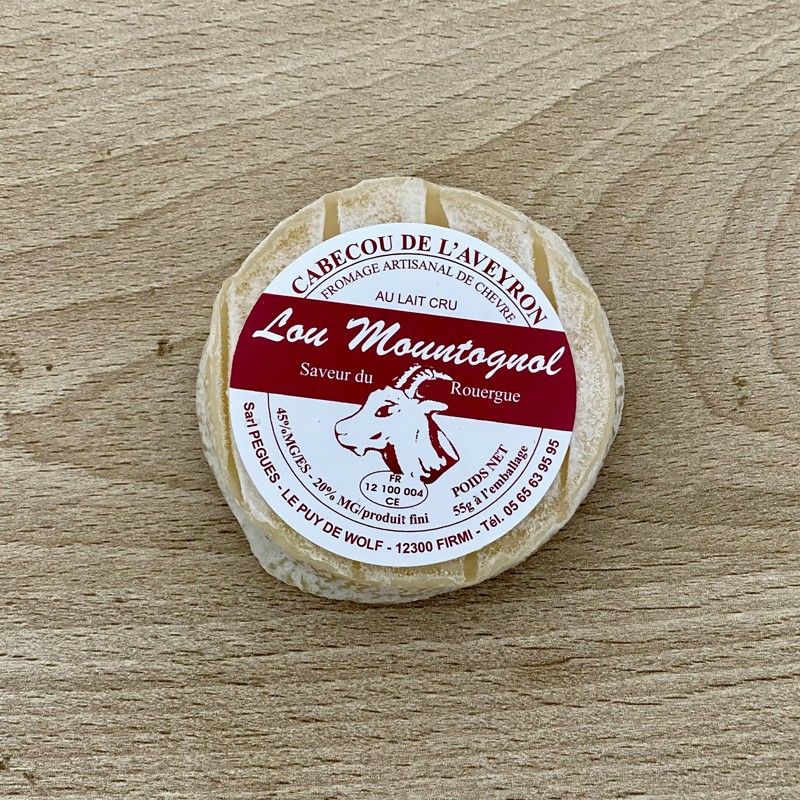 CABECOU DE L'AVEYRON
FROMAGE ARTISANAL DE CHEVRE
AU LAIT CRU
Lou Mountognol
Saveur du Rouergue
45%MG/ES - 20% MG/produit fini
FR
12 100 004
CE
POIDS NET
55g à l'emballage
Sarl PEGUES - LE PUY DE WOLF - 12300 FIRMI - Tél. 05 65 63 95 95